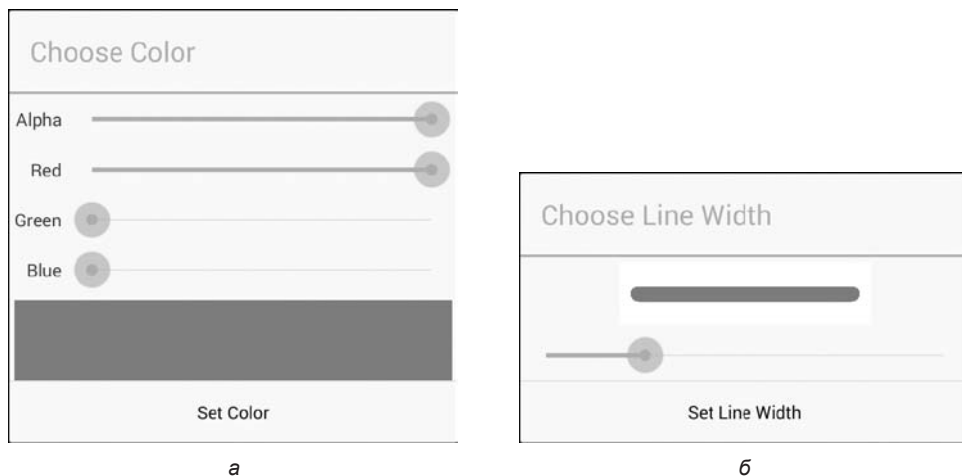 Choose Color
Alpha
Red
Green
Blue
Set Color
а
Choose Line Width
Set Line Width
б